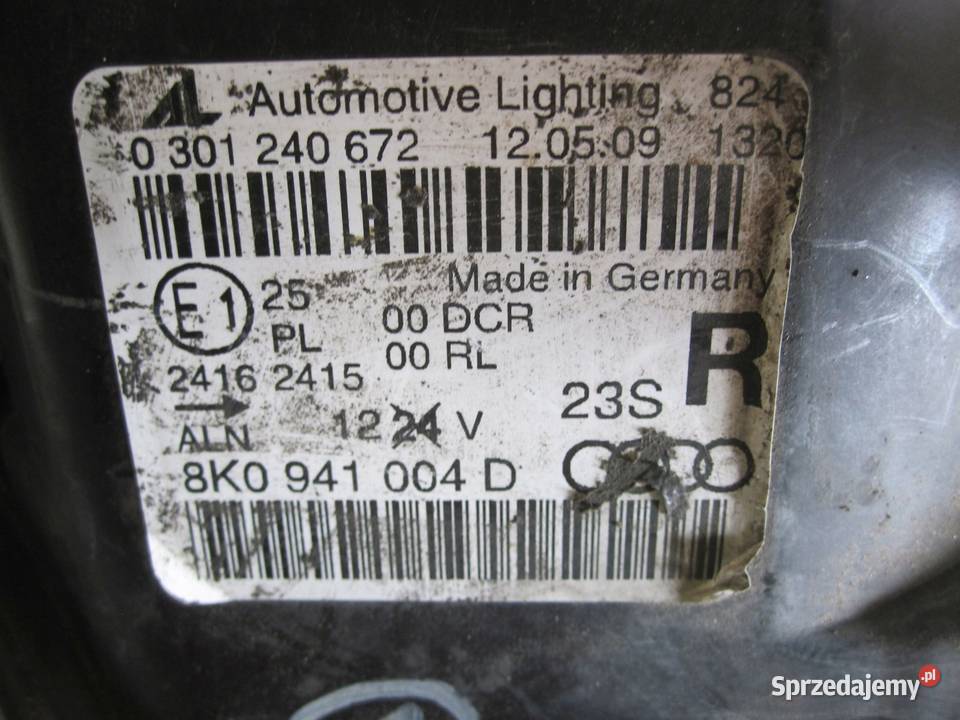 AL Automotive Lighting 824
0 301 240 672 12.05.09 1320
Made in Germany
E1 25 00 DCR
PL 00 RL
R
2416 2415
23S
12 24 V
ALN
8K0 941 004 D
Sprzedajemy.pl